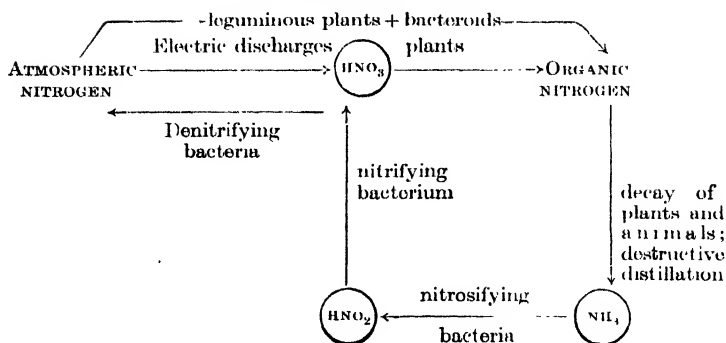 -leguminous plants + bacteroids
Electric discharges
plants
ATMOSPHERIC
NITROGEN
HNO₃
ORGANIC
NITROGEN
Denitrifying
bacteria
nitrifying
bacterium
decay of
plants and
animals;
destructive
distillation
HNO₂
nitrosifying
bacteria